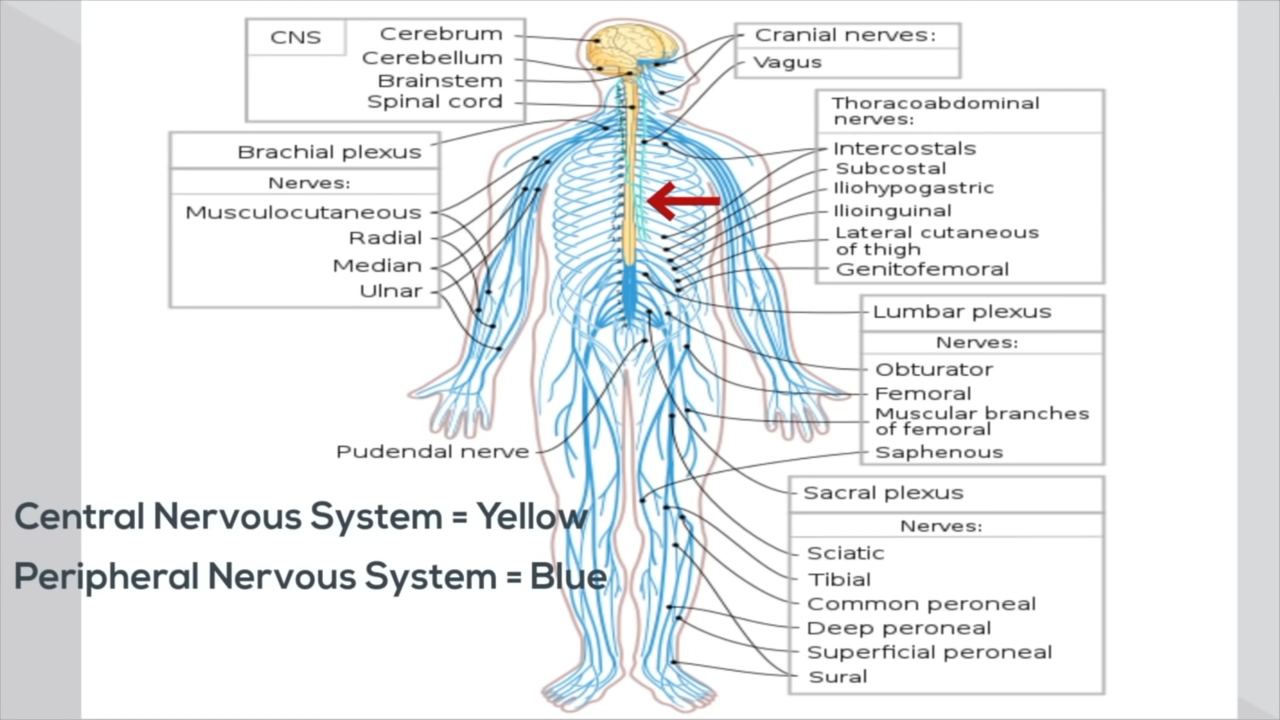 CNS
Cerebrum
Cerebellum
Brainstem
Spinal cord
Brachial plexus
Nerves:
Musculocutaneous
Radial
Median
Ulnar
Pudendal nerve
Central Nervous System = Yellow
Peripheral Nervous System = Blue
Cranial nerves:
Vagus
Thoracoabdominal
nerves:
Intercostals
Subcostal
Iliohypogastric
Ilioinguinal
Lateral cutaneous
of thigh
Genitofemoral
Lumbar plexus
Nerves:
Obturator
Femoral
Muscular branches
of femoral
Saphenous
Sacral plexus
Nerves:
Sciatic
Tibial
Common peroneal
Deep peroneal
Superficial peroneal
Sural